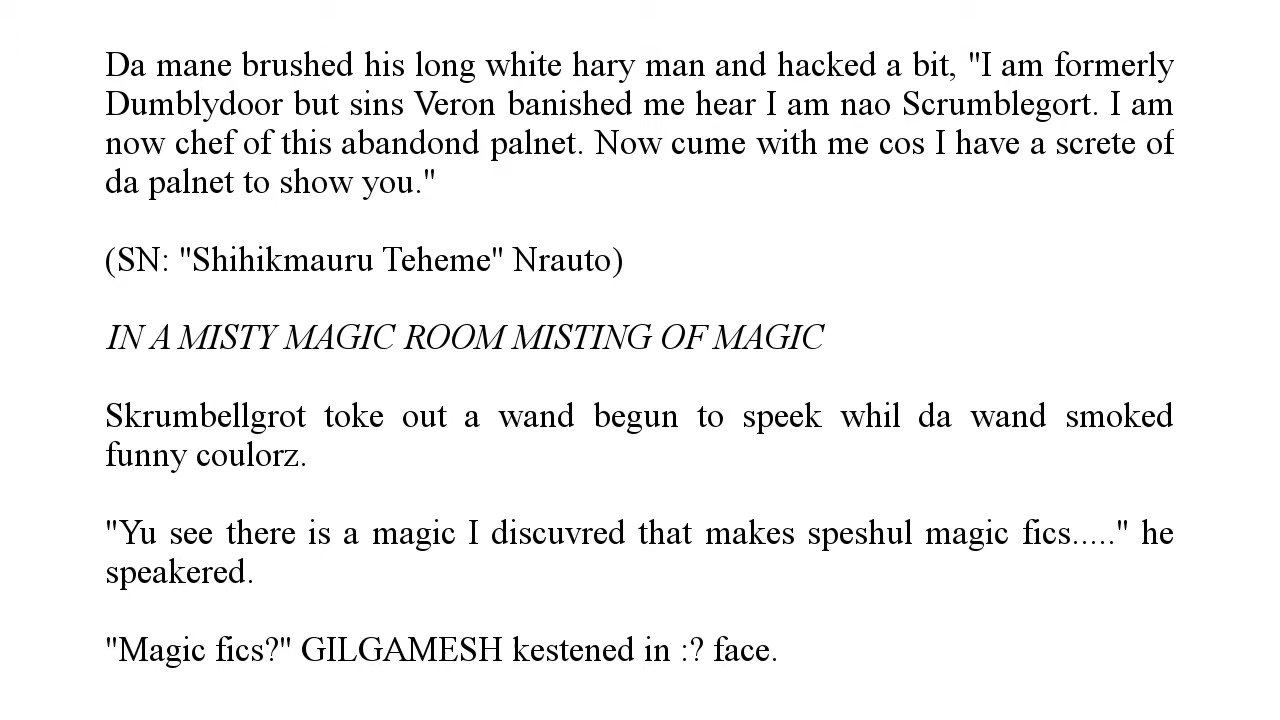 Da mane brushed his long white hary man and hacked a bit, "I am formerly
Dumblydoor but sins Veron banished me hear I am nao Scrumblegort. I am
now chef of this abandond palnet. Now cume with me cos I have a screte of
da palnet to show you."
(SN: "Shihikmauru Teheme" Nrauto)
IN A MISTY MAGIC ROOM MISTING OF MAGIC
Skrumbellgrot toke out a wand begun to speek whil da wand smoked
funny coulorz.
"Yu see there is a magic I discuvred that makes speshul magic fics....." he
speakered.
"Magic fics?" GILGAMESH kestened in :? face.